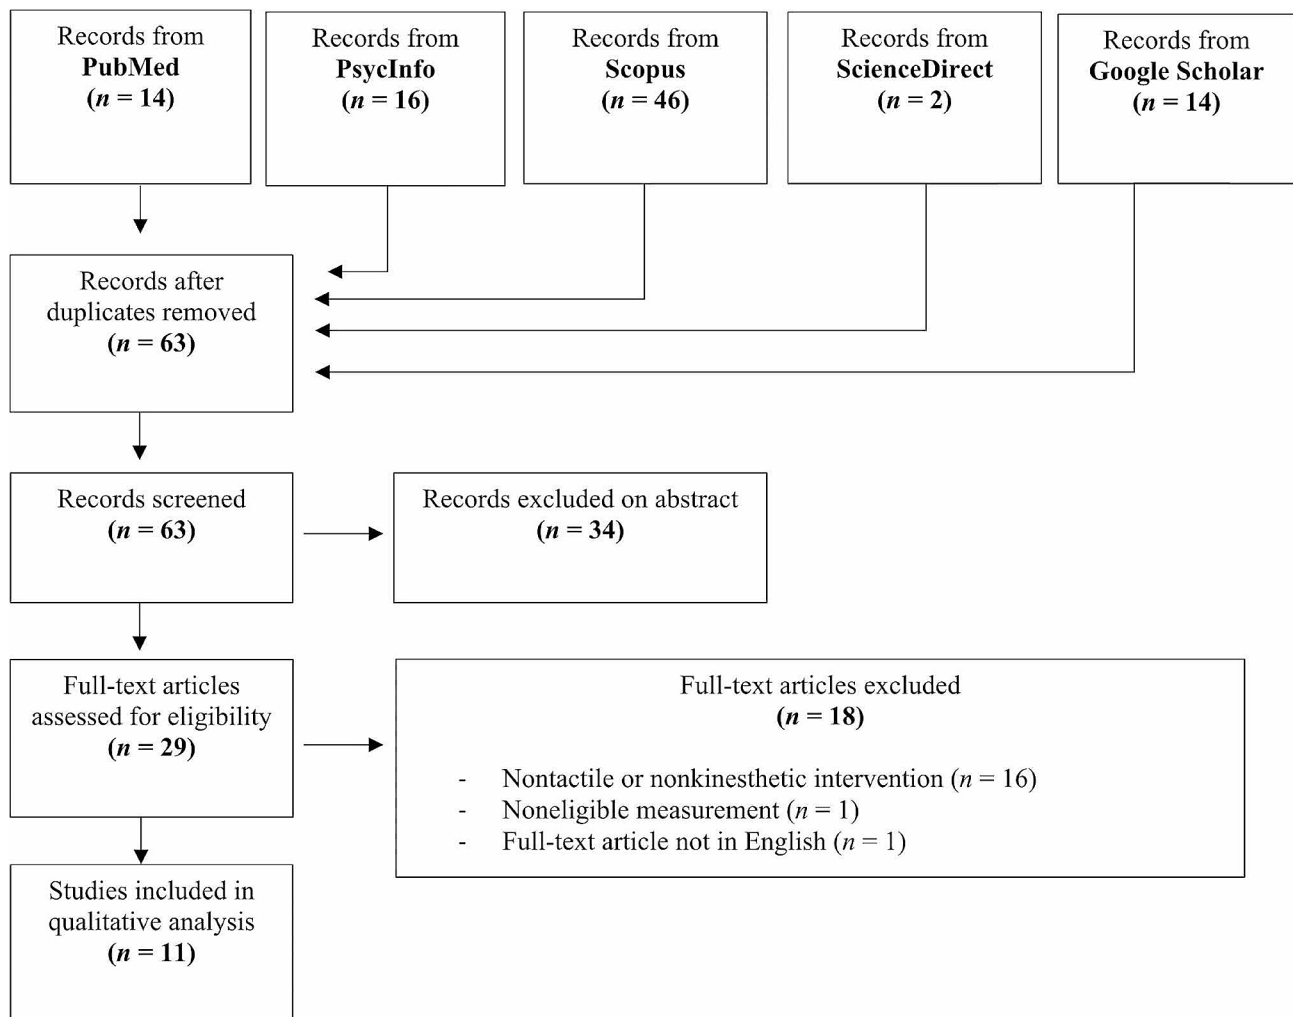 Records from
PubMed
(n = 14)
Records from
PsycInfo
(n = 16)
Records from
Scopus
(n = 46)
Records from
ScienceDirect
(n = 2)
Records from
Google Scholar
(n = 14)
Records after
duplicates removed
(n = 63)
Records screened
(n = 63)
Records excluded on abstract
(n = 34)
Full-text articles
assessed for eligibility
(n = 29)
Full-text articles excluded
(n = 18)
- Nontactile or nonkinesthetic intervention (n = 16)
- Noneligible measurement (n = 1)
- Full-text article not in English (n = 1)
Studies included in
qualitative analysis
(n = 11)